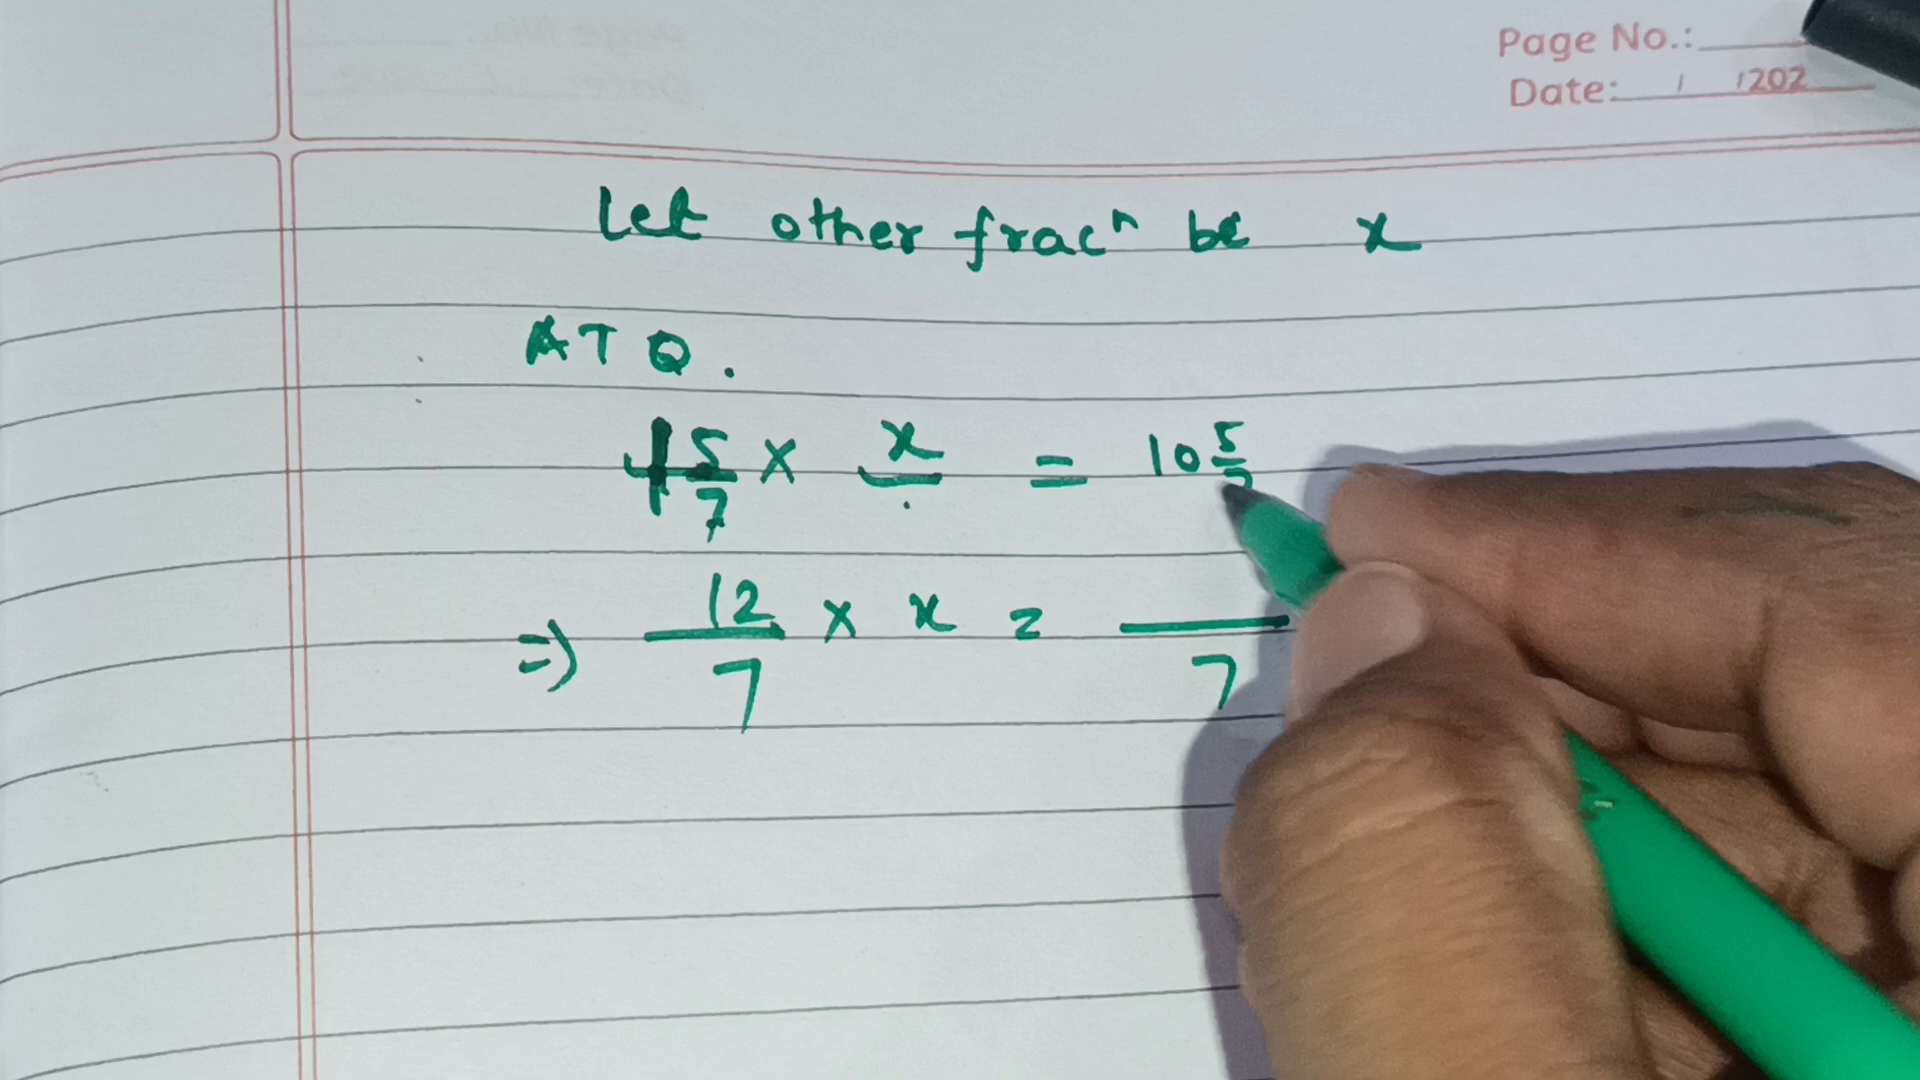 Page No.:
Date: / /202
Let other fracⁿ be x
ATQ.
1 5/7 × x/ = 10 5/7
=) 12/7 × x = /7